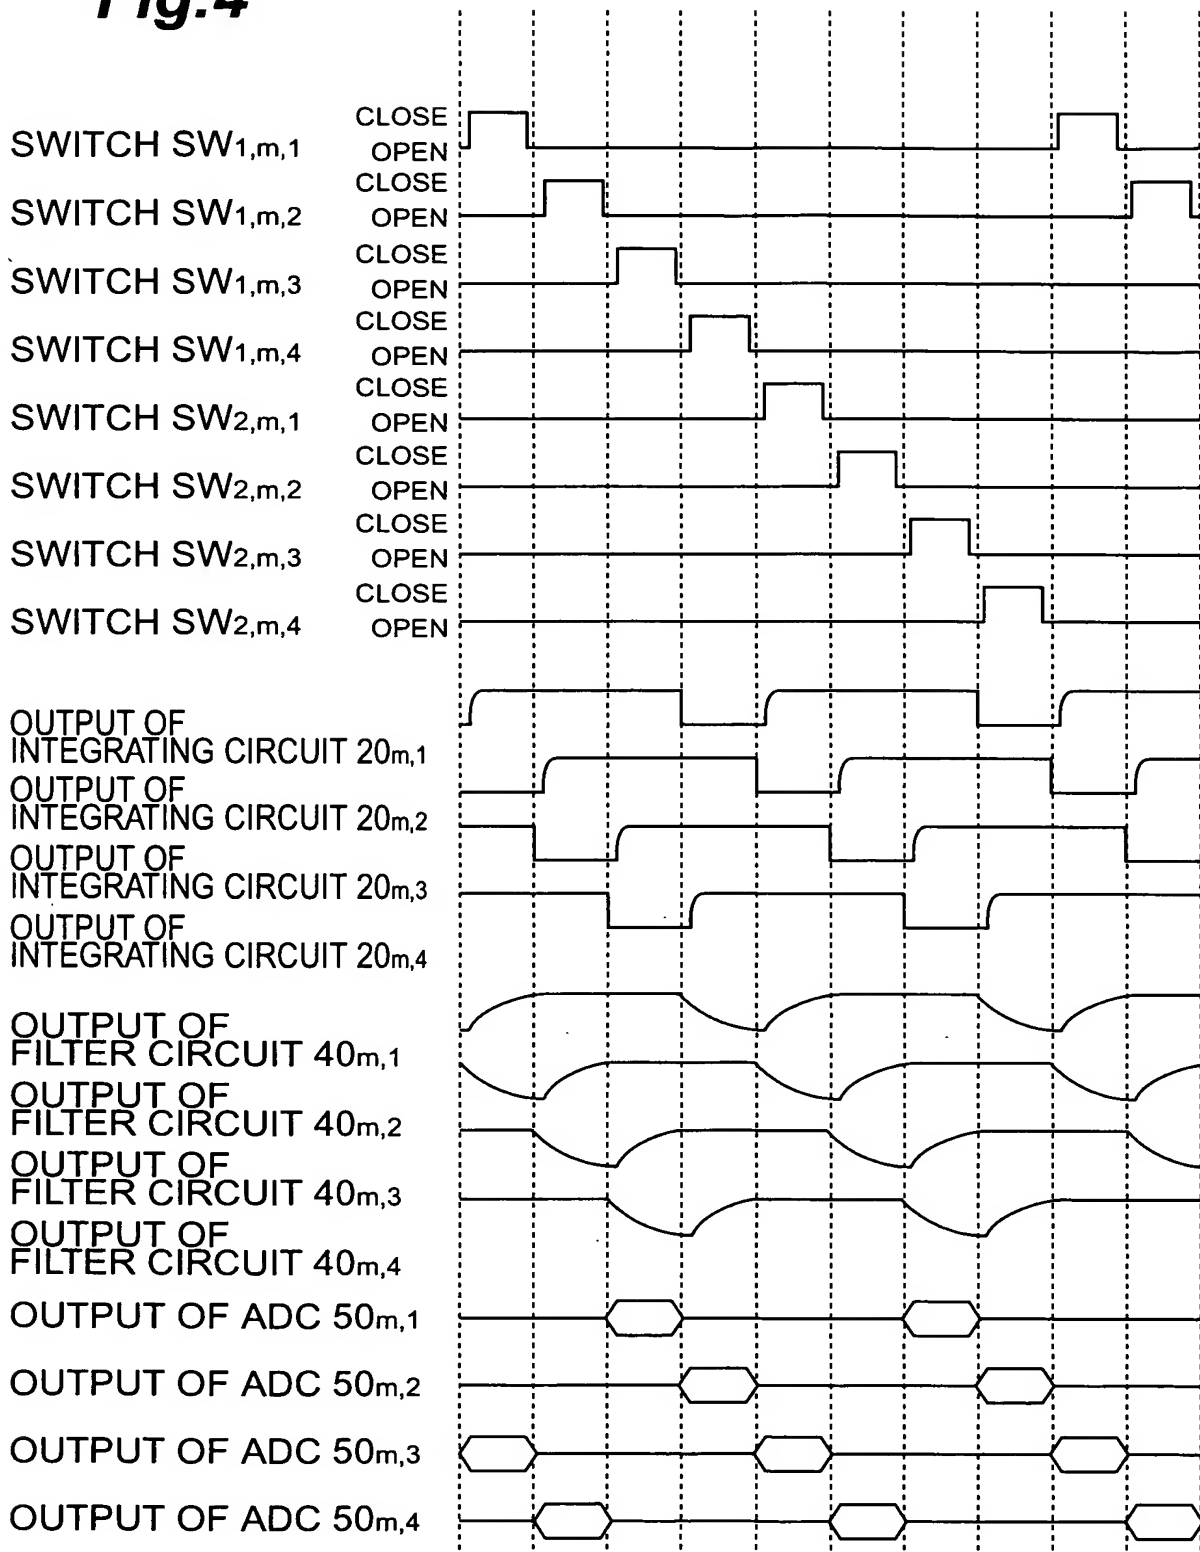 Fig.4
CLOSE
SWITCH SW1,m,1
OPEN
CLOSE
SWITCH SW1,m,2
OPEN
CLOSE
SWITCH SW1,m,3
OPEN
CLOSE
SWITCH SW1,m,4
OPEN
CLOSE
SWITCH SW2,m,1
OPEN
CLOSE
SWITCH SW2,m,2
OPEN
CLOSE
SWITCH SW2,m,3
OPEN
CLOSE
SWITCH SW2,m,4
OPEN
OUTPUT OF
INTEGRATING CIRCUIT 20m,1
OUTPUT OF
INTEGRATING CIRCUIT 20m,2
OUTPUT OF
INTEGRATING CIRCUIT 20m,3
OUTPUT OF
INTEGRATING CIRCUIT 20m,4
OUTPUT OF
FILTER CIRCUIT 40m,1
OUTPUT OF
FILTER CIRCUIT 40m,2
OUTPUT OF
FILTER CIRCUIT 40m,3
OUTPUT OF
FILTER CIRCUIT 40m,4
OUTPUT OF ADC 50m,1
OUTPUT OF ADC 50m,2
OUTPUT OF ADC 50m,3
OUTPUT OF ADC 50m,4